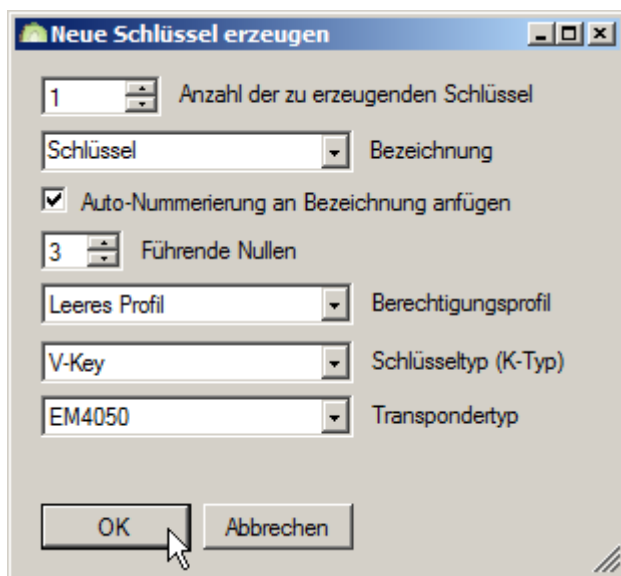 Neue Schlüssel erzeugen
1 Anzahl der zu erzeugenden Schlüssel
Schlüssel Bezeichnung
Auto-Nummerierung an Bezeichnung anfügen
3 Führende Nullen
Leeres Profil Berechtigungsprofil
V-Key Schlüsseltyp (K-Typ)
EM4050 Transpondertyp
OK Abbrechen